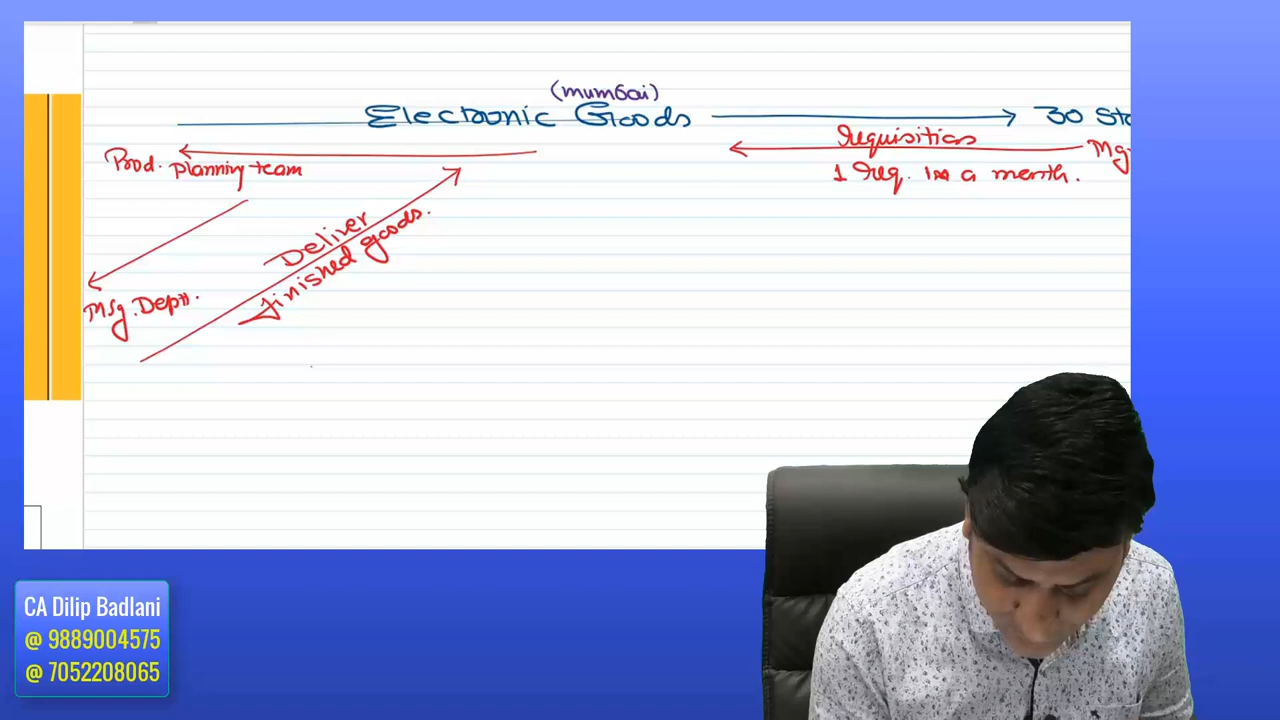 (mumbai)
Electronic Goods
30 Sto
requisition
Prod. planning team
Mg
1 req. in a month.
Deliver
finished goods.
Mfg. Deptt.
CA Dilip Badlani
@ 9889004575
@ 7052208065